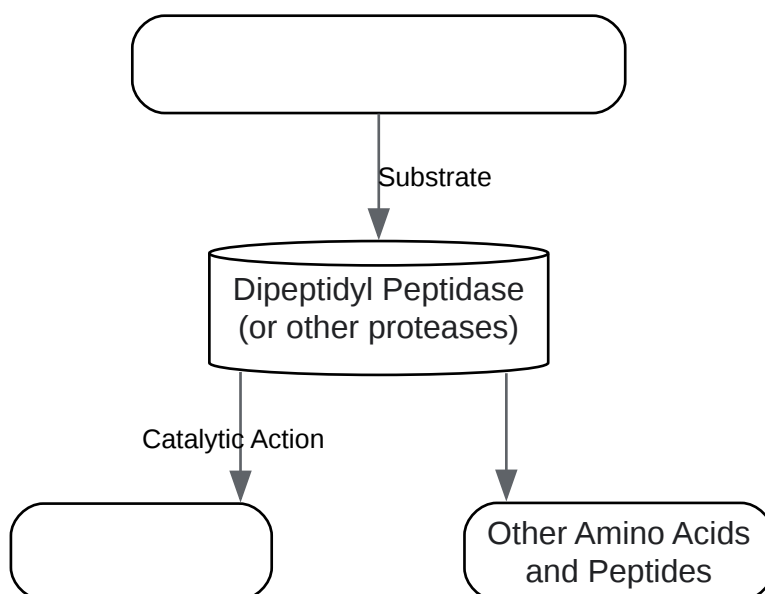 Substrate
Dipeptidyl Peptidase
(or other proteases)
Catalytic Action
Other Amino Acids
and Peptides